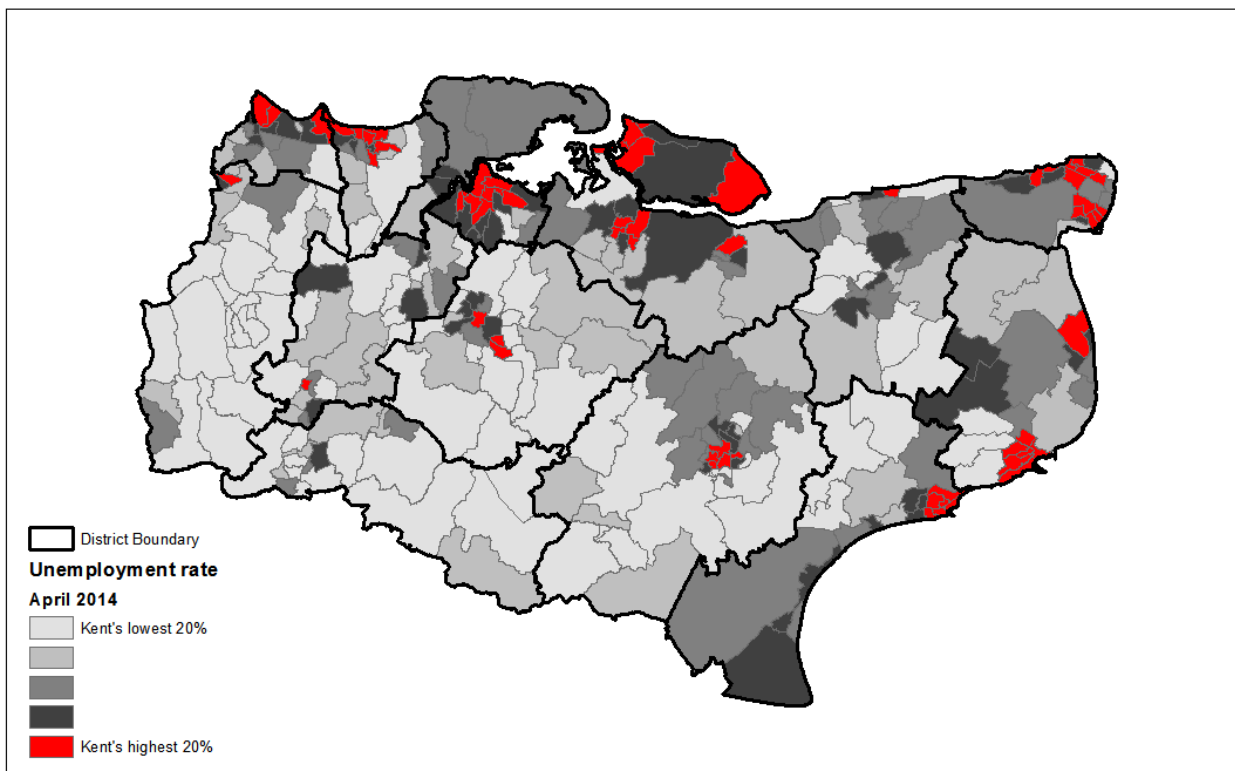 District Boundary
Unemployment rate
April 2014
Kent's lowest 20%
Kent's highest 20%